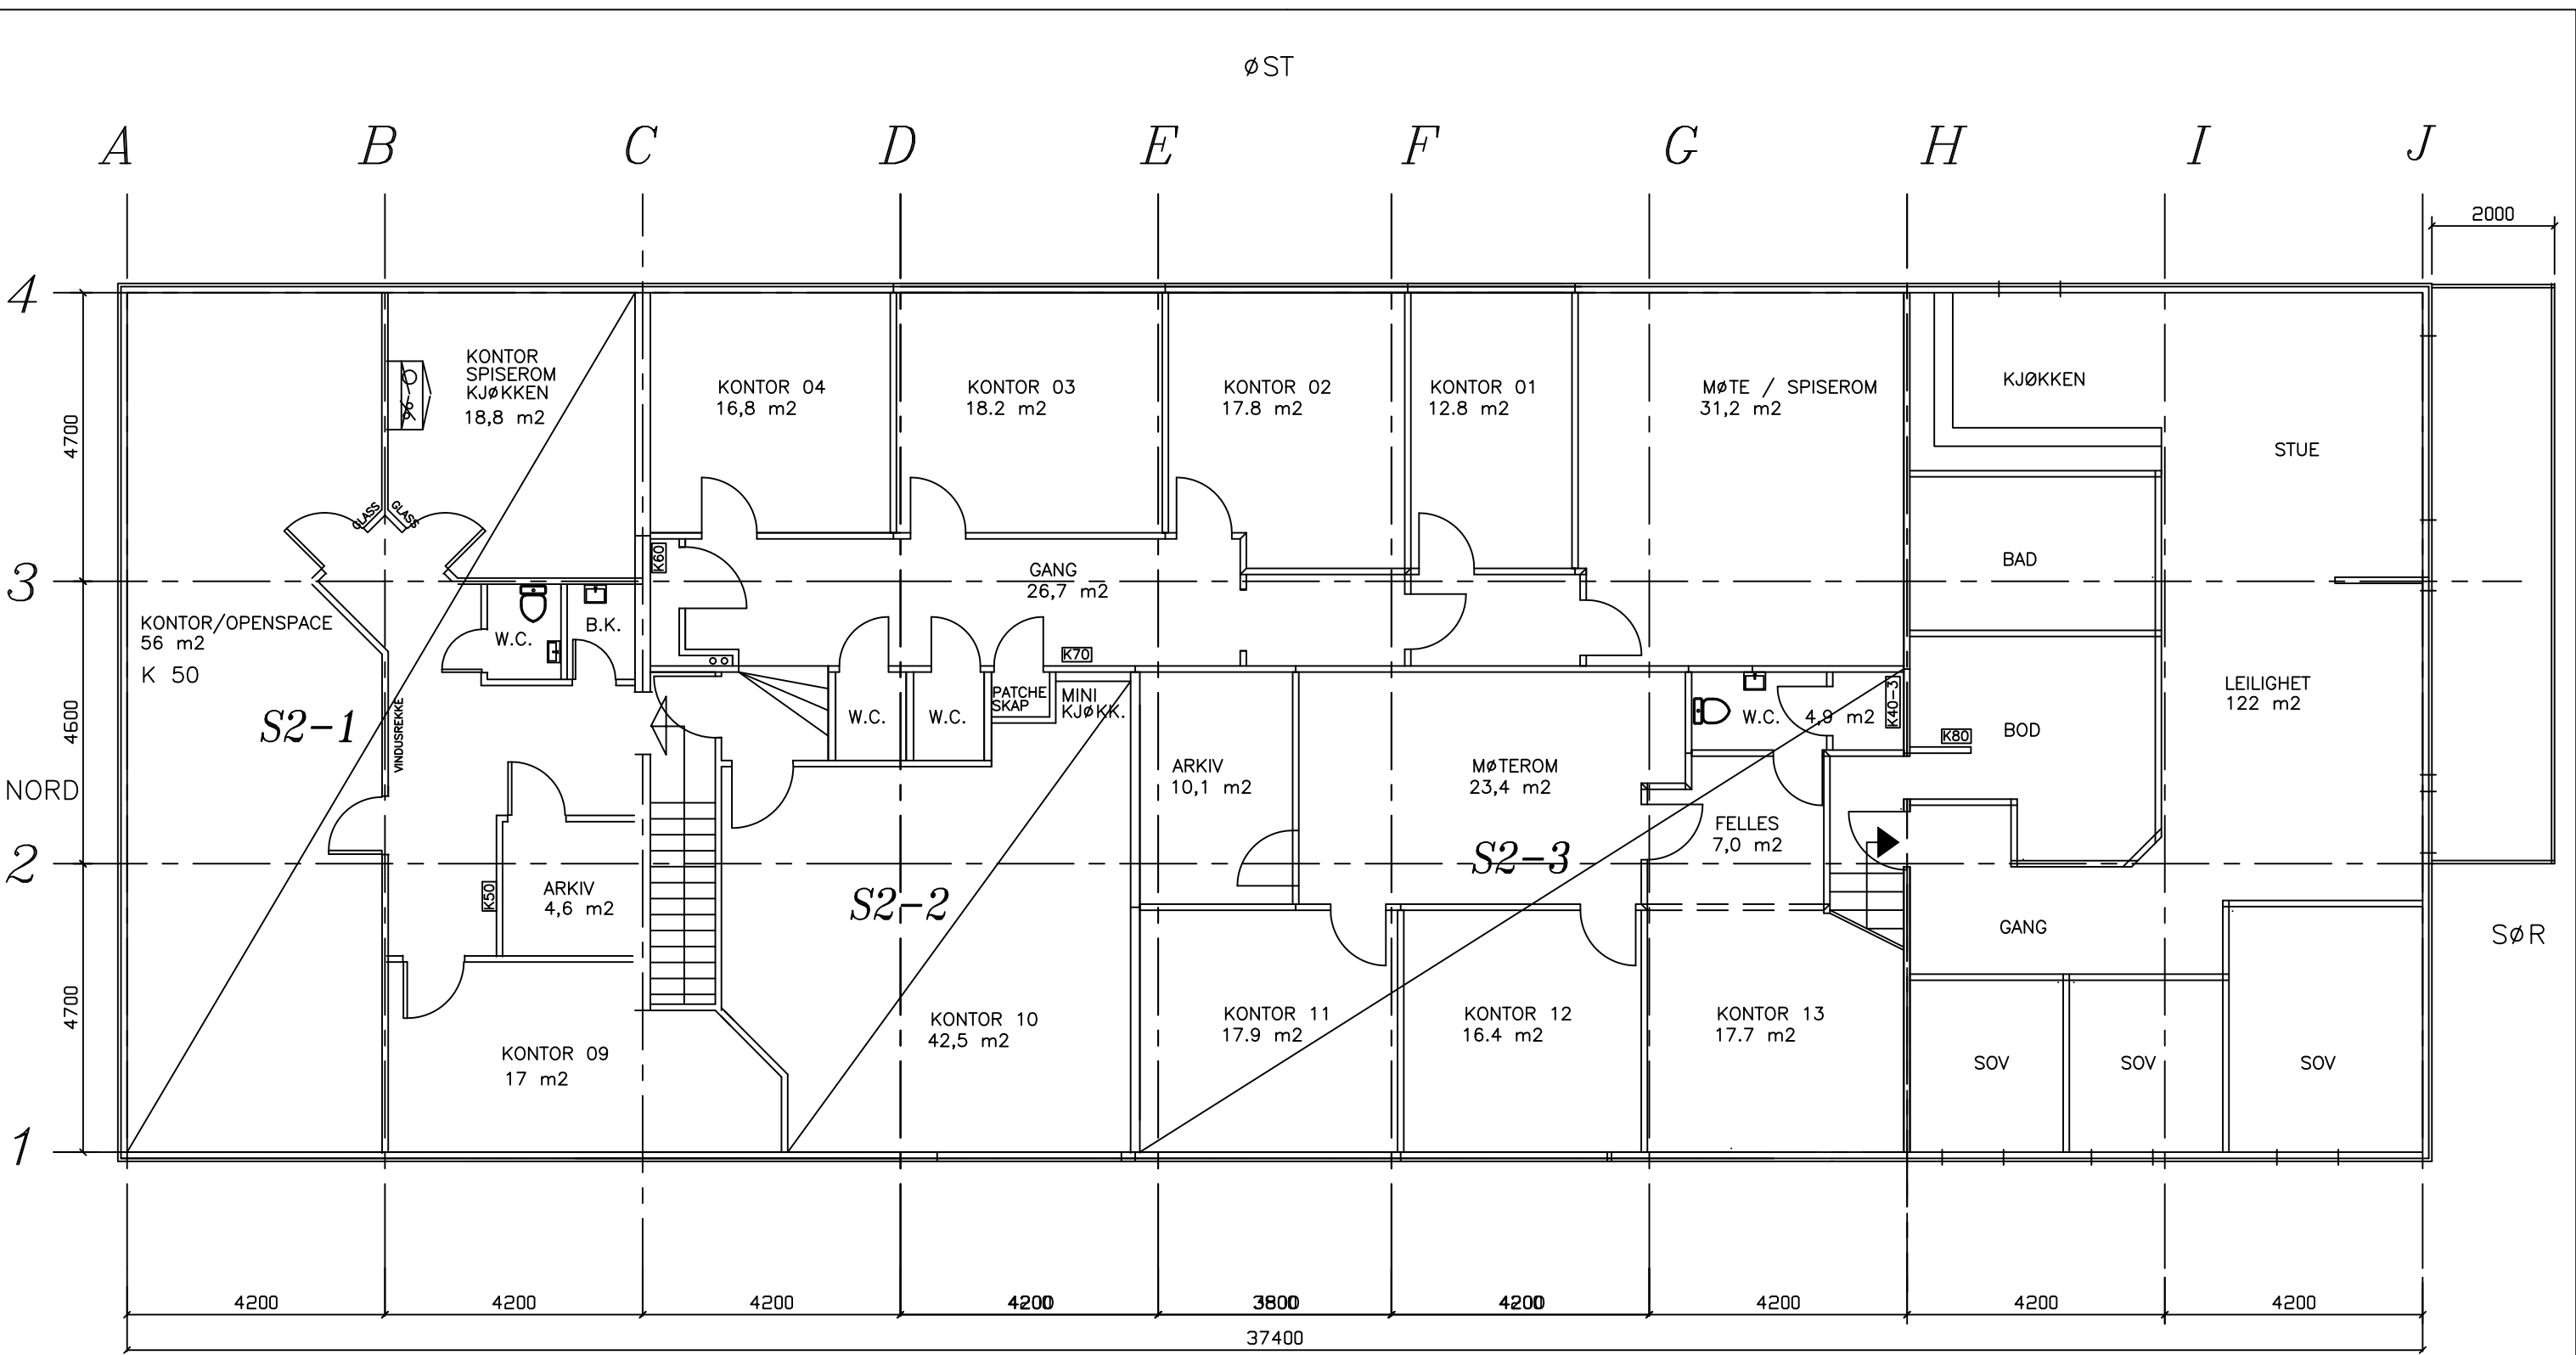 øST
A B C D E F G H I J
2000
4
4700
KONTOR
SPISEROM
KJøKKEN
18,8 m2
KONTOR 04
16,8 m2
KONTOR 03
18.2 m2
KONTOR 02
17.8 m2
KONTOR 01
12.8 m2
MøTE / SPISEROM
31,2 m2
KJØKKEN
STUE
GLASS
GLASS
K60
GANG
26,7 m2
BAD
3
KONTOR/OPENSPACE
56 m2
K 50
W.C.
B.K.
K70
S2-1
VINDUSREKKE
4600
NORD
W.C.
W.C.
PATCHE
SKAP
MINI
KJøKK.
ARKIV
10,1 m2
MøTEROM
23,4 m2
W.C.
4,9 m2
K40-3
K80
BOD
LEILIGHET
122 m2
FELLES
7,0 m2
2
K50
ARKIV
4,6 m2
S2-2
S2-3
GANG
SøR
4700
KONTOR 09
17 m2
KONTOR 10
42,5 m2
KONTOR 11
17.9 m2
KONTOR 12
16.4 m2
KONTOR 13
17.7 m2
SOV
SOV
SOV
1
4200 4200 4200 4200 3800 4200 4200 4200 4200
37400